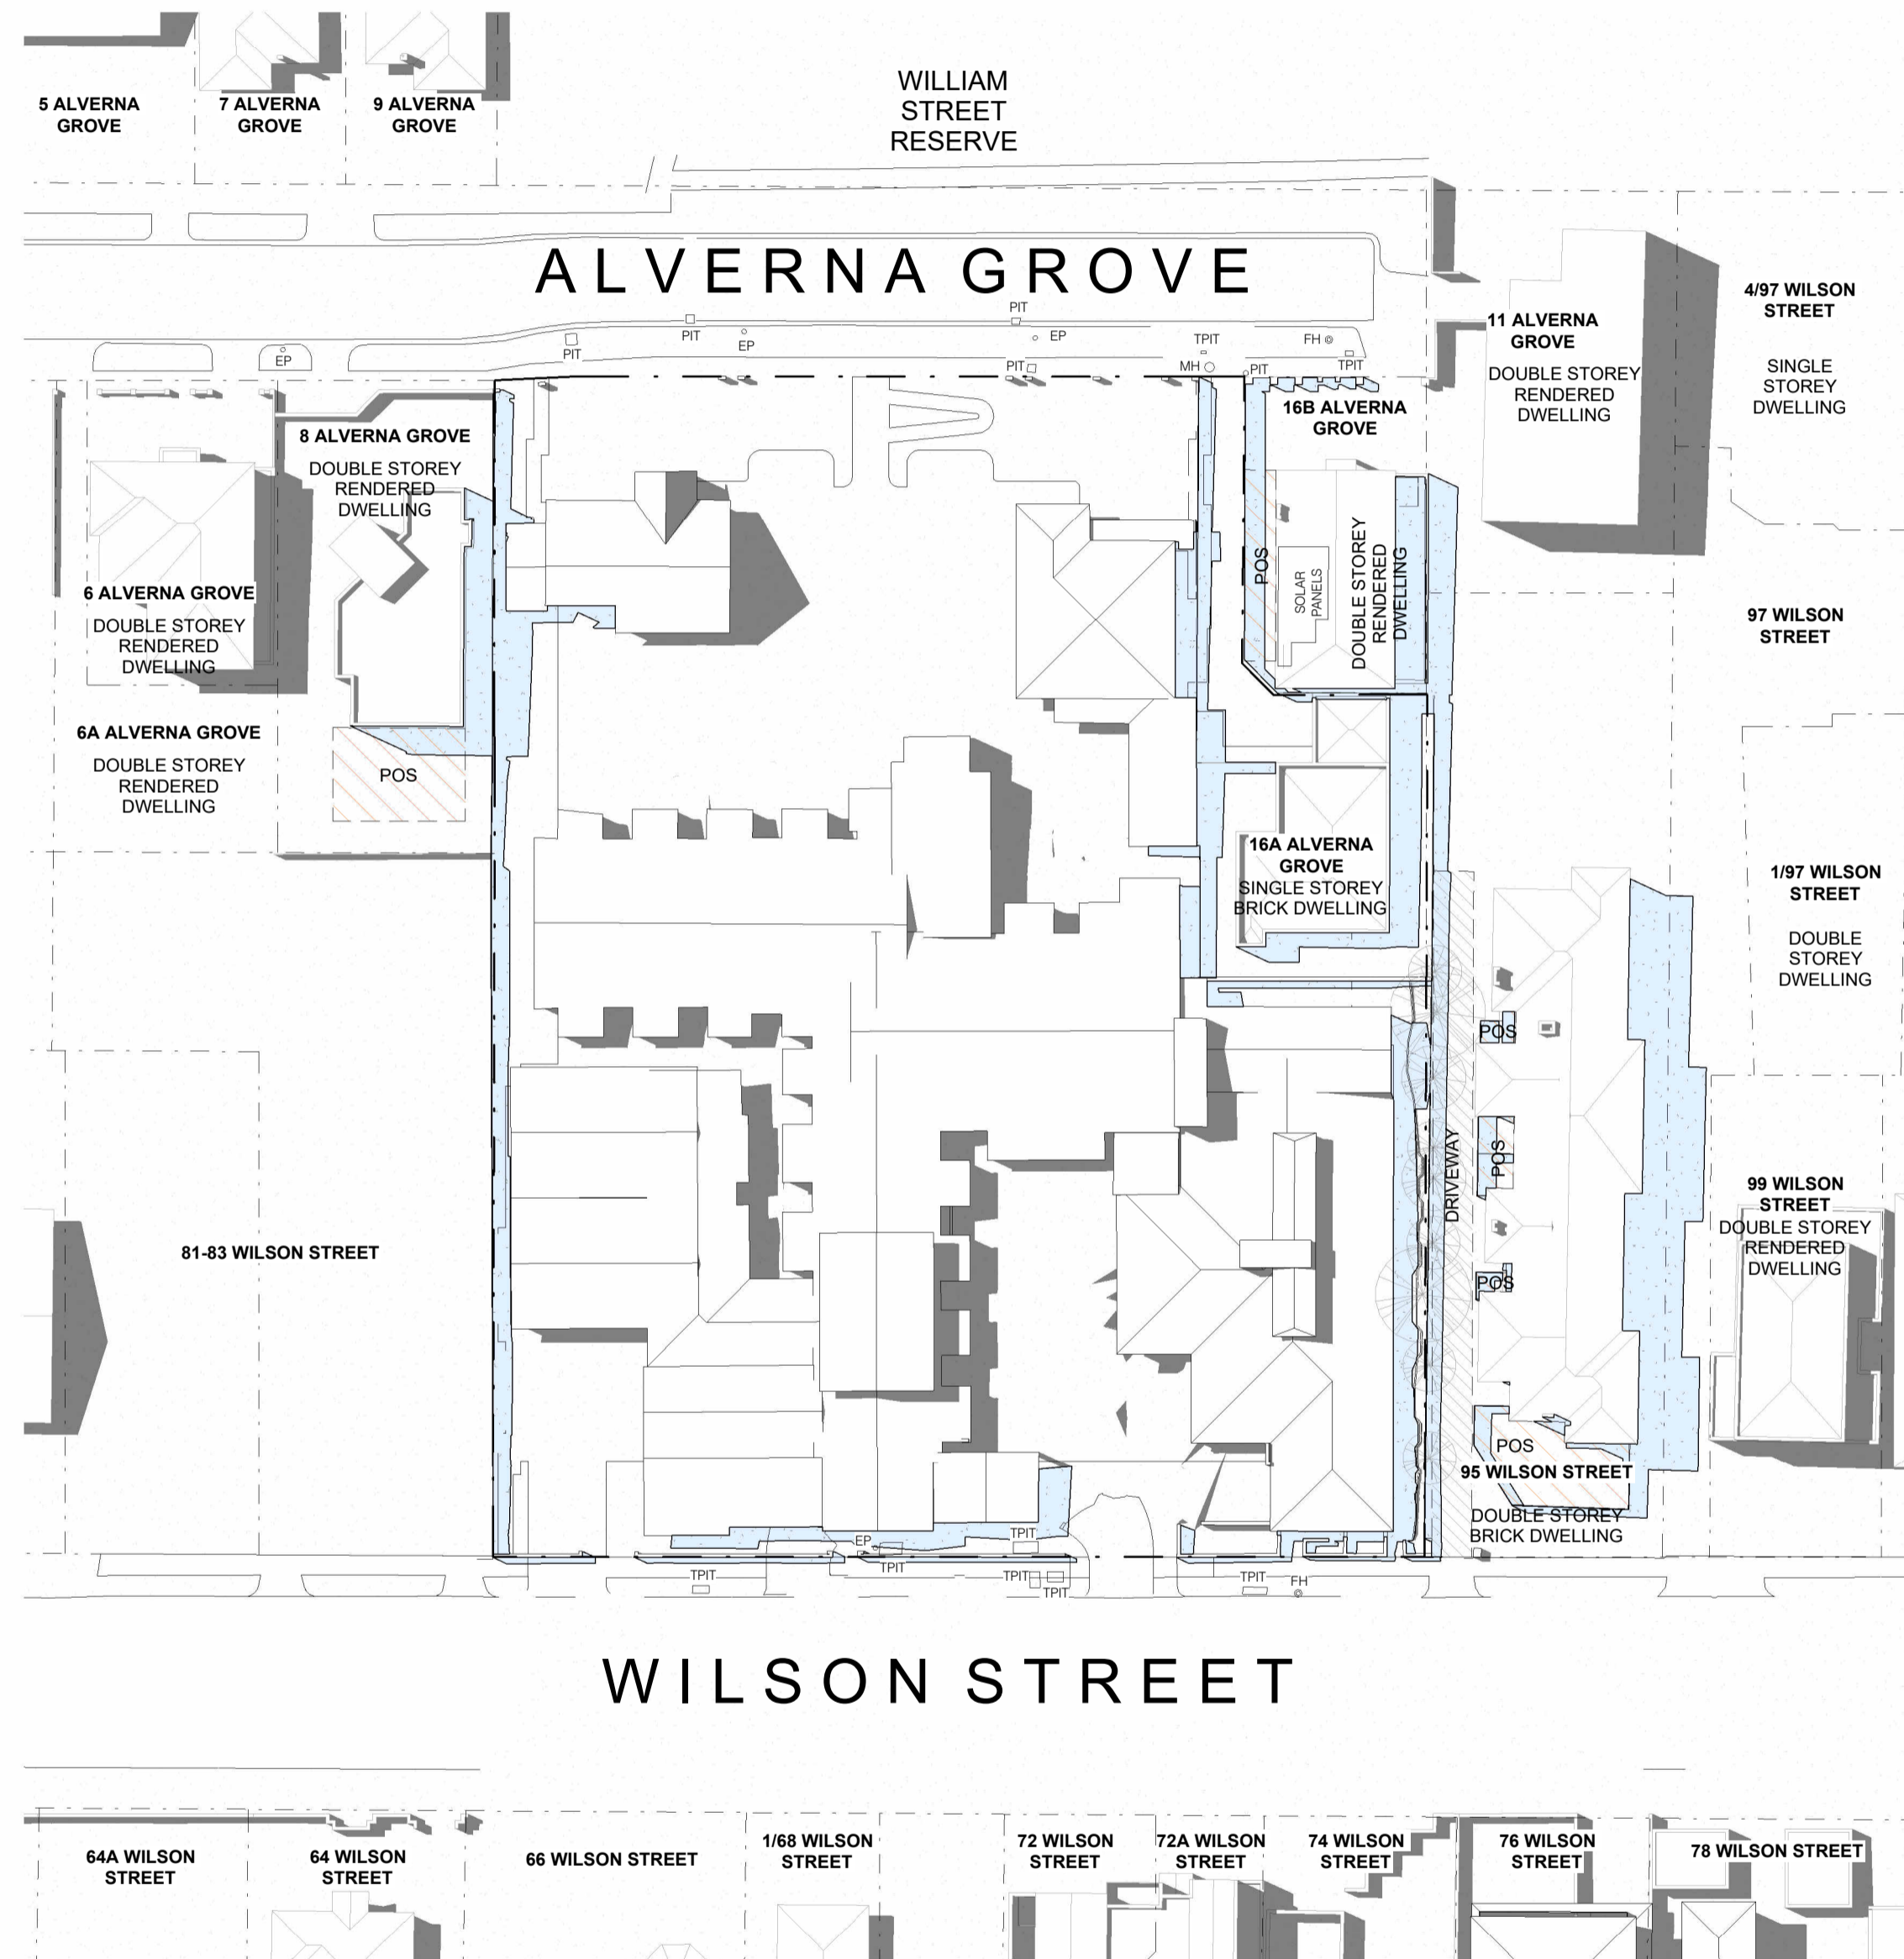 WILLIAM
STREET
RESERVE
5 ALVERNA
GROVE
7 ALVERNA
GROVE
9 ALVERNA
GROVE
ALVERNA GROVE
PIT
PIT
PIT
EP
EP
EP
PIT
TPIT
MH
PIT
FH
TPIT
4/97 WILSON
STREET
SINGLE
STOREY
DWELLING
11 ALVERNA
GROVE
DOUBLE STOREY
RENDERED
DWELLING
16B ALVERNA
GROVE
POS
SOLAR
PANELS
DOUBLE STOREY
RENDERED
DWELLING
8 ALVERNA GROVE
DOUBLE STOREY
RENDERED
DWELLING
6 ALVERNA GROVE
DOUBLE STOREY
RENDERED
DWELLING
97 WILSON
STREET
6A ALVERNA GROVE
DOUBLE STOREY
RENDERED
DWELLING
POS
16A ALVERNA
GROVE
SINGLE STOREY
BRICK DWELLING
1/97 WILSON
STREET
DOUBLE
STOREY
DWELLING
POS
DRIVEWAY
POS
POS
99 WILSON
STREET
DOUBLE STOREY
RENDERED
DWELLING
81-83 WILSON STREET
POS
95 WILSON STREET
DOUBLE STOREY
BRICK DWELLING
EP
TPIT
TPIT
TPIT
TPIT
TPIT
TPIT
FH
WILSON STREET
64A WILSON
STREET
64 WILSON
STREET
66 WILSON STREET
1/68 WILSON
STREET
72 WILSON
STREET
72A WILSON
STREET
74 WILSON
STREET
76 WILSON
STREET
78 WILSON STREET